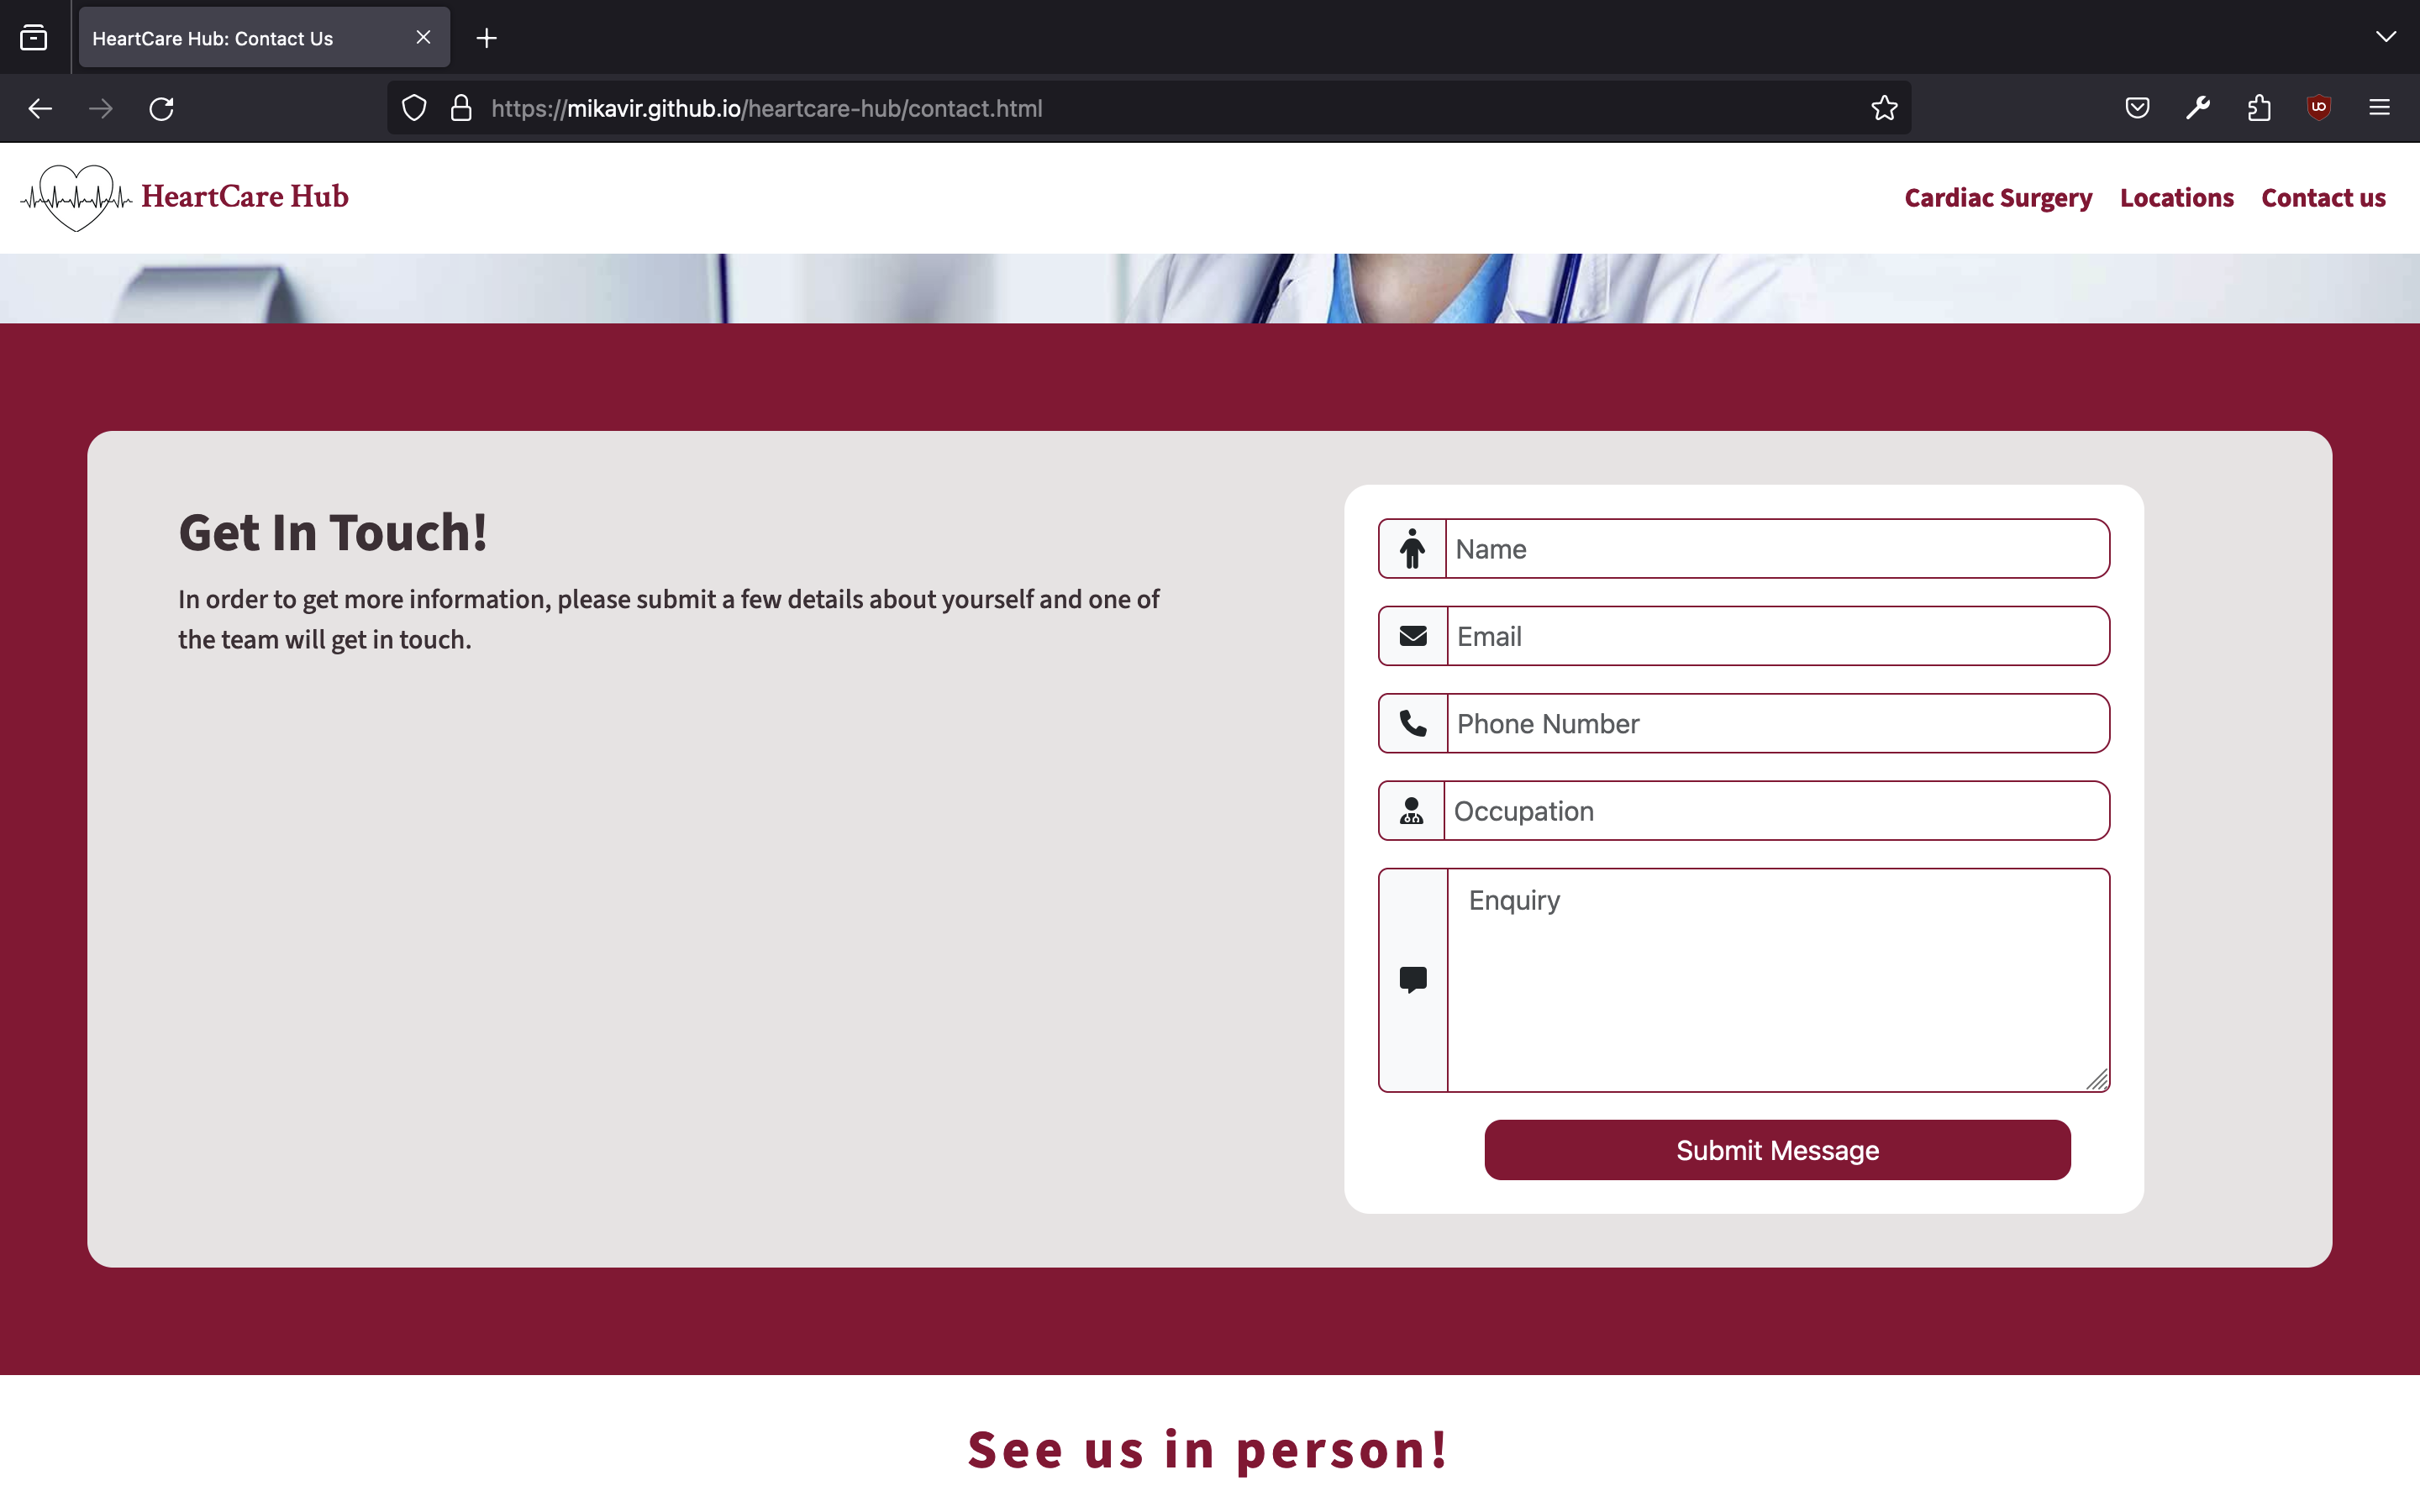 HeartCare Hub: Contact Us
https://mikavir.github.io/heartcare-hub/contact.html
HeartCare Hub
Cardiac Surgery
Locations
Contact us
Get In Touch!
In order to get more information, please submit a few details about yourself and one of
the team will get in touch.
Name
Email
Phone Number
Occupation
Enquiry
Submit Message
See us in person!